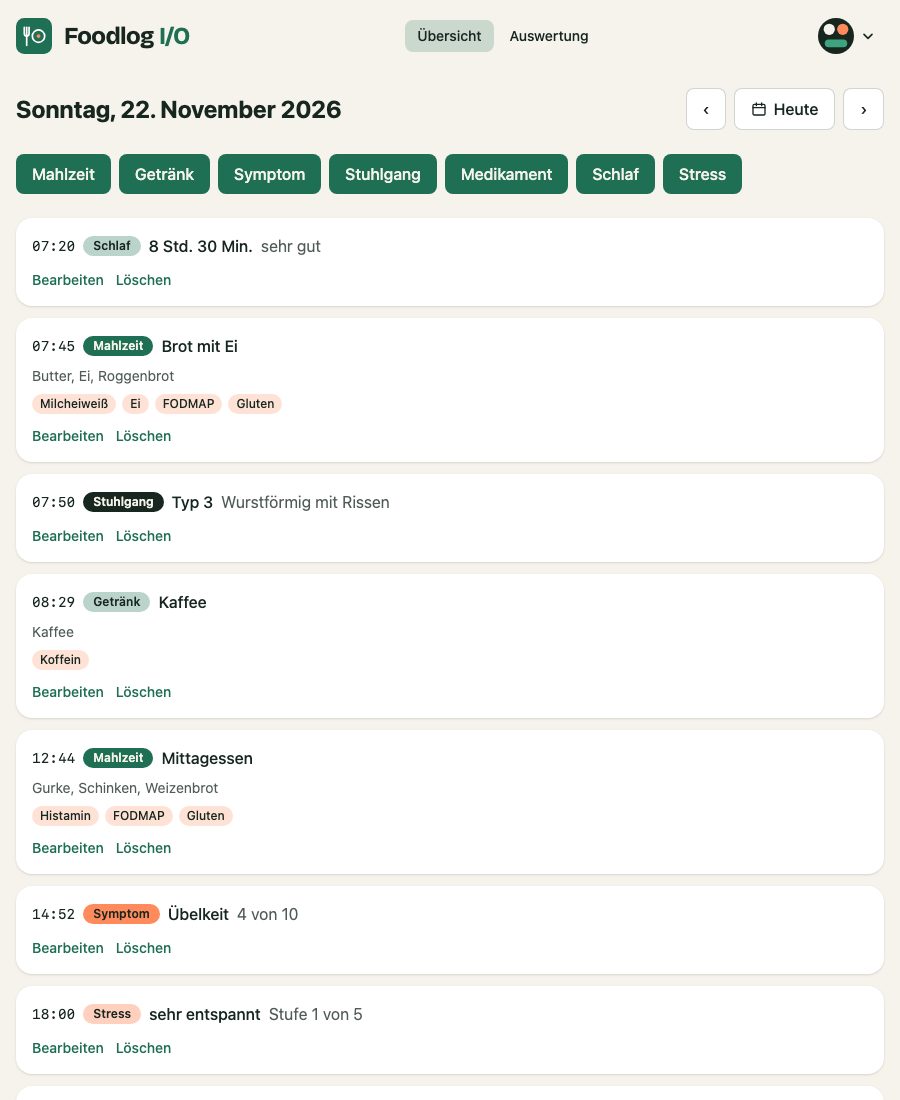 Foodlog I/O
Übersicht Auswertung
Sonntag, 22. November 2026
‹ Heute ›
Mahlzeit Getränk Symptom Stuhlgang Medikament Schlaf Stress
07:20 Schlaf 8 Std. 30 Min. sehr gut
Bearbeiten Löschen
07:45 Mahlzeit Brot mit Ei
Butter, Ei, Roggenbrot
Milcheiweiß Ei FODMAP Gluten
Bearbeiten Löschen
07:50 Stuhlgang Typ 3 Wurstförmig mit Rissen
Bearbeiten Löschen
08:29 Getränk Kaffee
Kaffee
Koffein
Bearbeiten Löschen
12:44 Mahlzeit Mittagessen
Gurke, Schinken, Weizenbrot
Histamin FODMAP Gluten
Bearbeiten Löschen
14:52 Symptom Übelkeit 4 von 10
Bearbeiten Löschen
18:00 Stress sehr entspannt Stufe 1 von 5
Bearbeiten Löschen